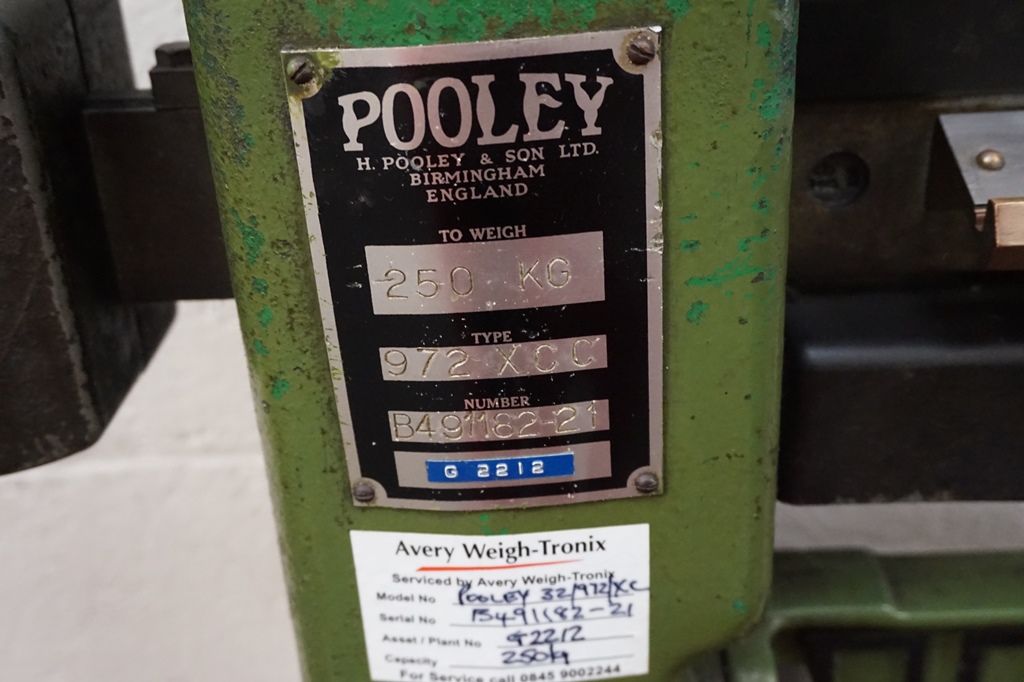 POOLEY
H. POOLEY & SON LTD.
BIRMINGHAM
ENGLAND
TO WEIGH
250 KG
TYPE
972 XCC
NUMBER
B491182-21
G 2212
Avery Weigh-Tronix
Serviced by Avery Weigh-Tronix
Model No POOLEY 32/972/XC
Serial No B491182-21
Asset / Plant No G2212
Capacity 250kg
For Service call 0845 9002244